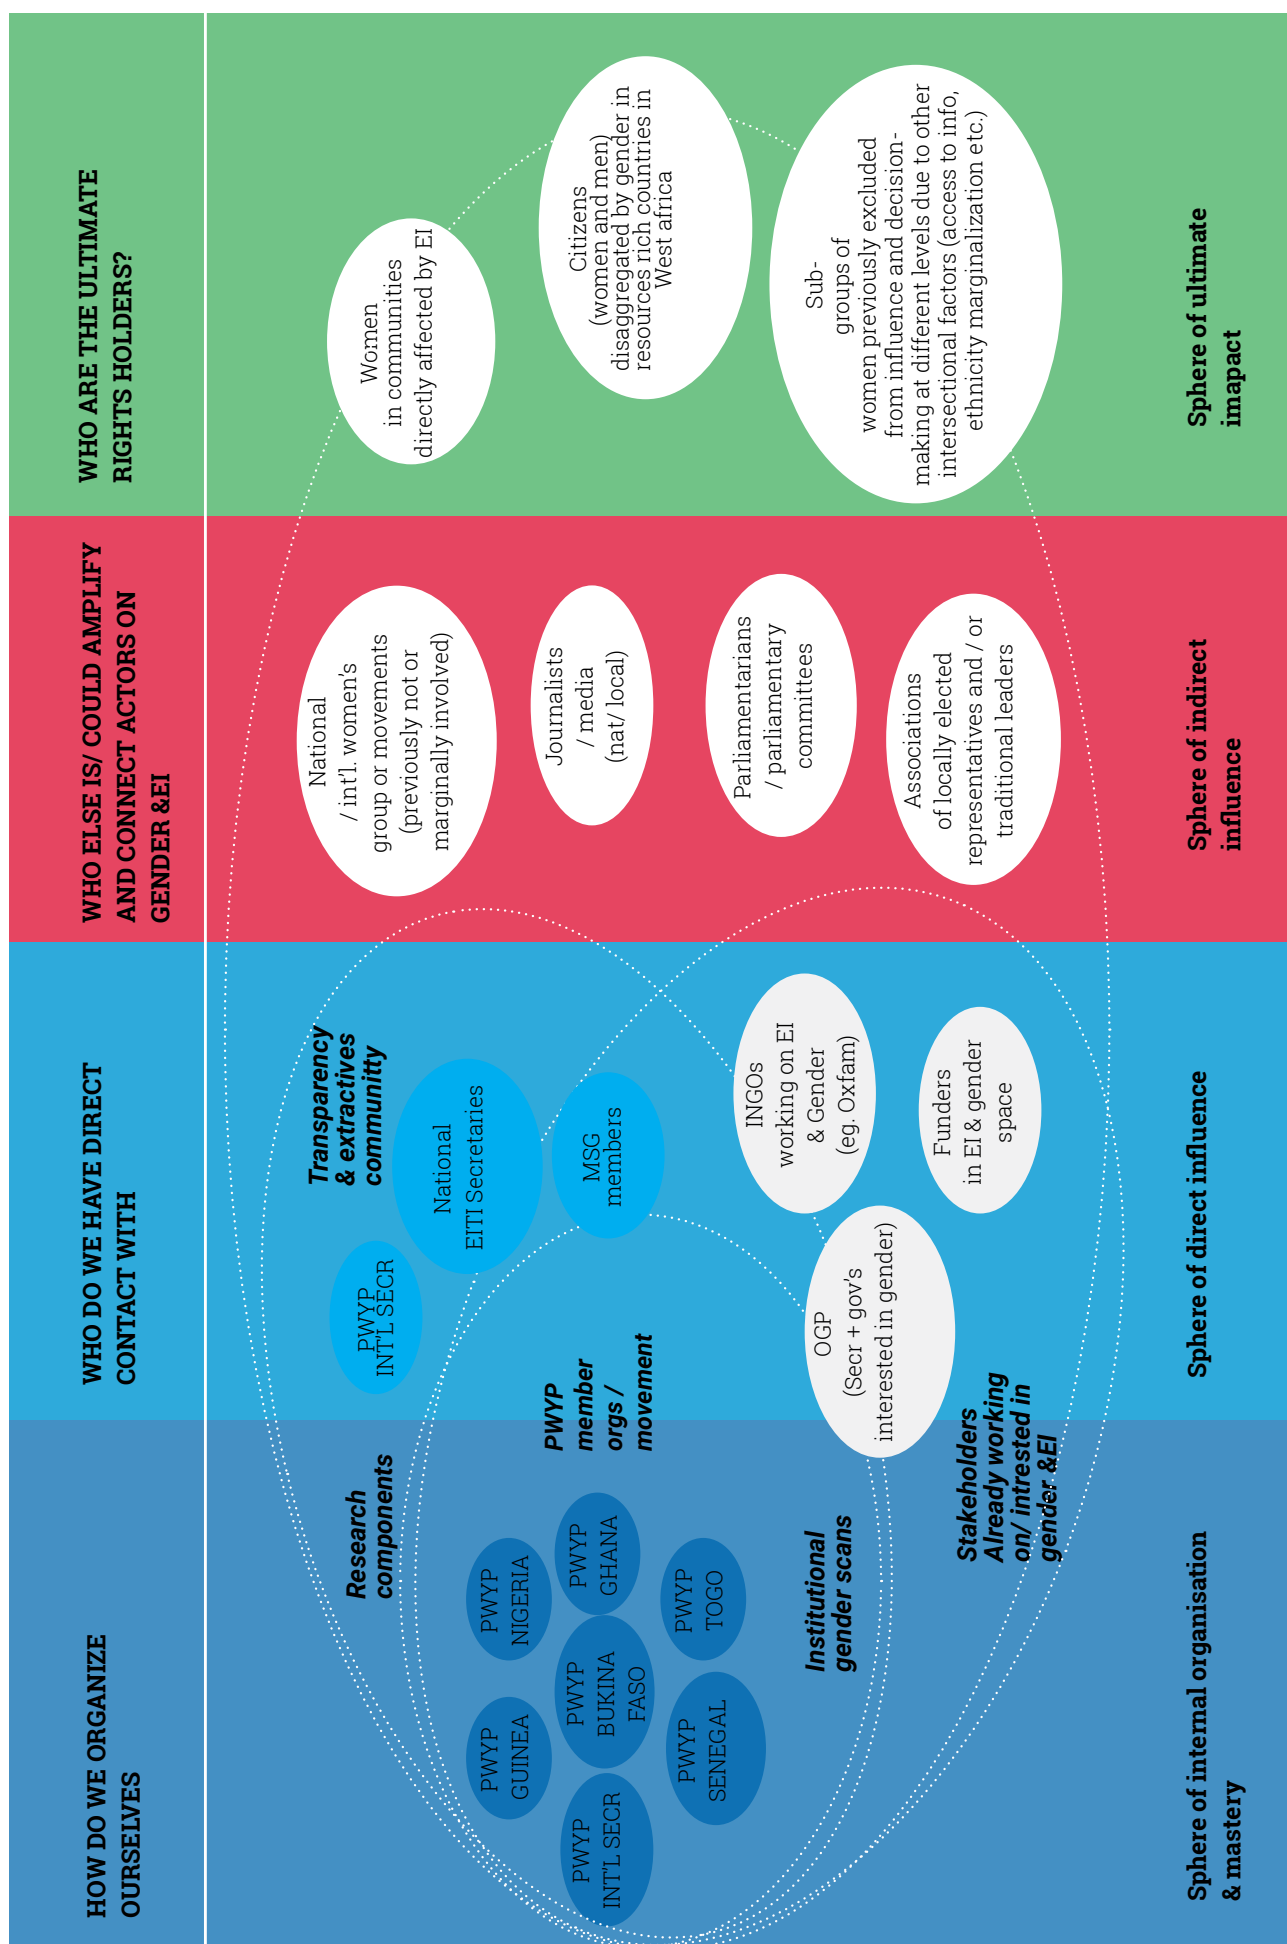 HOW DO WE ORGANIZE
OURSELVES
WHO DO WE HAVE DIRECT
CONTACT WITH
WHO ELSE IS/ COULD AMPLIFY
AND CONNECT ACTORS ON
GENDER &EI
WHO ARE THE ULTIMATE
RIGHTS HOLDERS?
Research
components
PWYP
GUINEA
PWYP
NIGERIA
PWYP
INT'L SECR
PWYP
BUKINA
FASO
PWYP
GHANA
PWYP
SENEGAL
PWYP
TOGO
PWYP
member
orgs /
movement
Institutional
gender scans
Stakeholders
Already working
on/ intrested in
gender &EI
Transparency
& extractives
communitty
PWYP
INT'L SECR
National
EITI Secretaries
MSG
members
INGOs
working on EI
& Gender
(eg. Oxfam)
OGP
(Secr + gov's
interested in gender)
Funders
in EI & gender
space
National
/ int'l. women's
group or movements
(previously not or
marginally involved)
Journalists
/ media
(nat/ local)
Parliamentarians
/ parliamentary
committees
Associations
of locally elected
representatives and / or
traditional leaders
Women
in communities
directly affected by EI
Citizens
(women and men)
disaggregated by gender in
resources rich countries in
West africa
Sub-
groups of
women previously excluded
from influence and decision-
making at different levels due to other
intersectional factors (access to info,
ethnicity marginalization etc.)
Sphere of internal organisation
& mastery
Sphere of direct influence
Sphere of indirect
influence
Sphere of ultimate
imapact